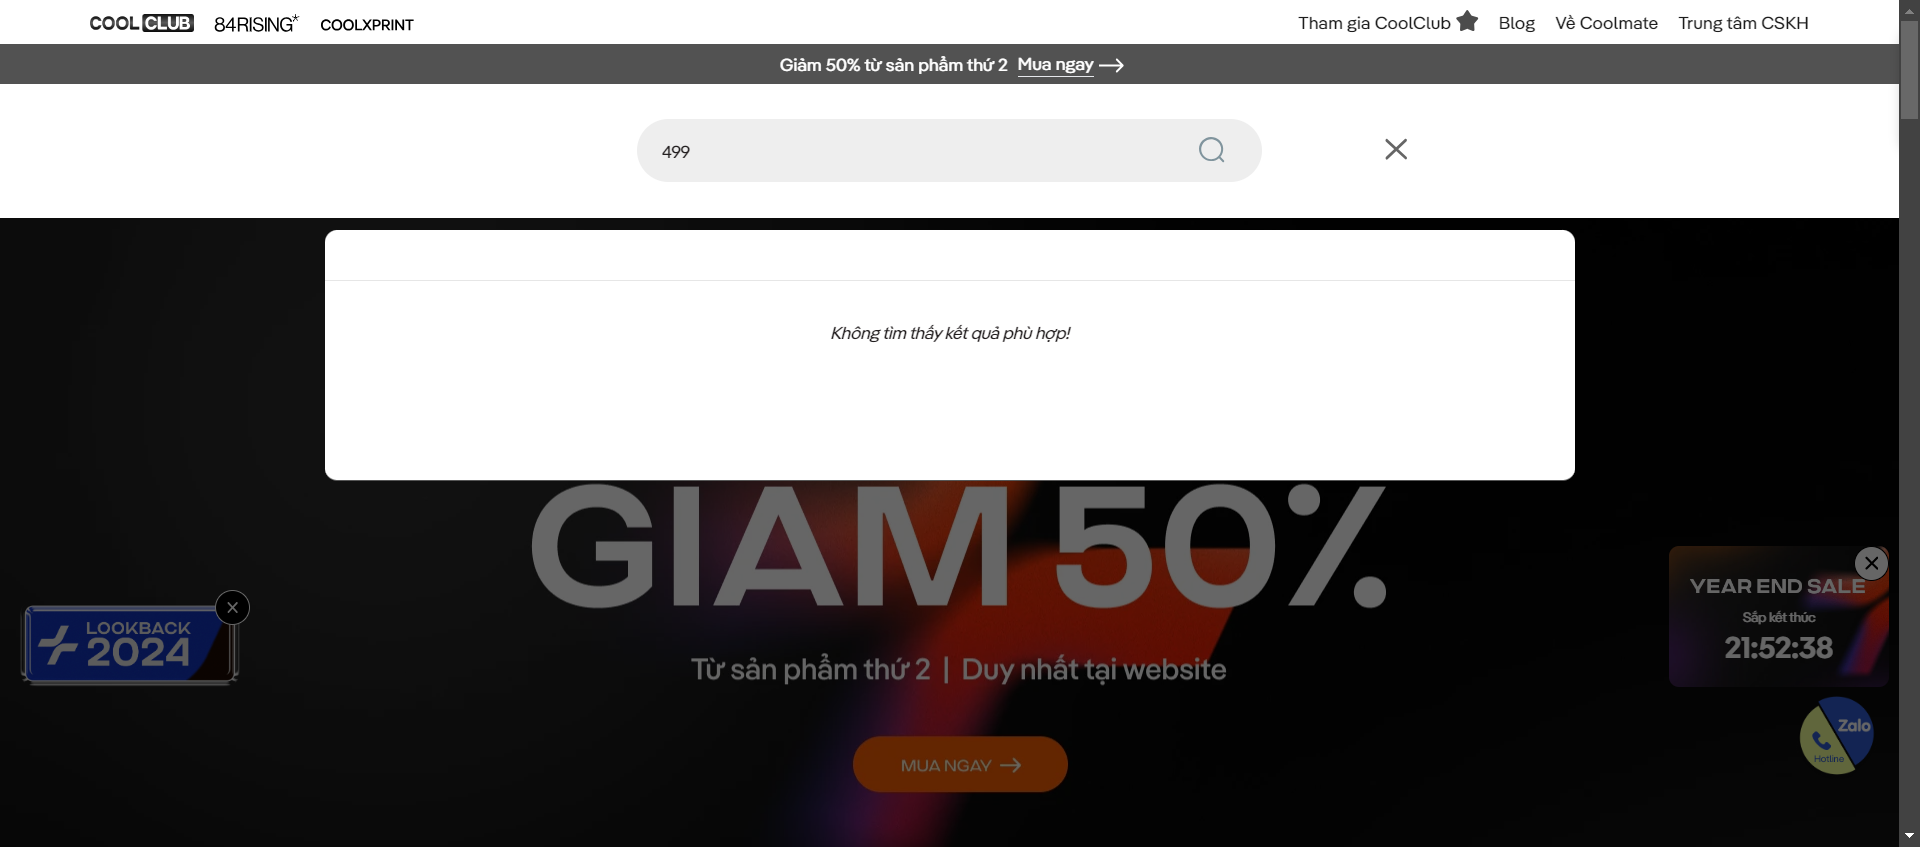 COOLCLUB 84RISING* COOLXPRINT Tham gia CoolClub Blog Về Coolmate Trung tâm CSKH
Giảm 50% từ sản phẩm thứ 2 Mua ngay
499
Không tìm thấy kết quả phù hợp!
GIẢM 50%
Từ sản phẩm thứ 2 | Duy nhất tại website
MUA NGAY
LOOKBACK
2024
YEAR END SALE
Sắp kết thúc
21:52:38
Zalo
Hotline